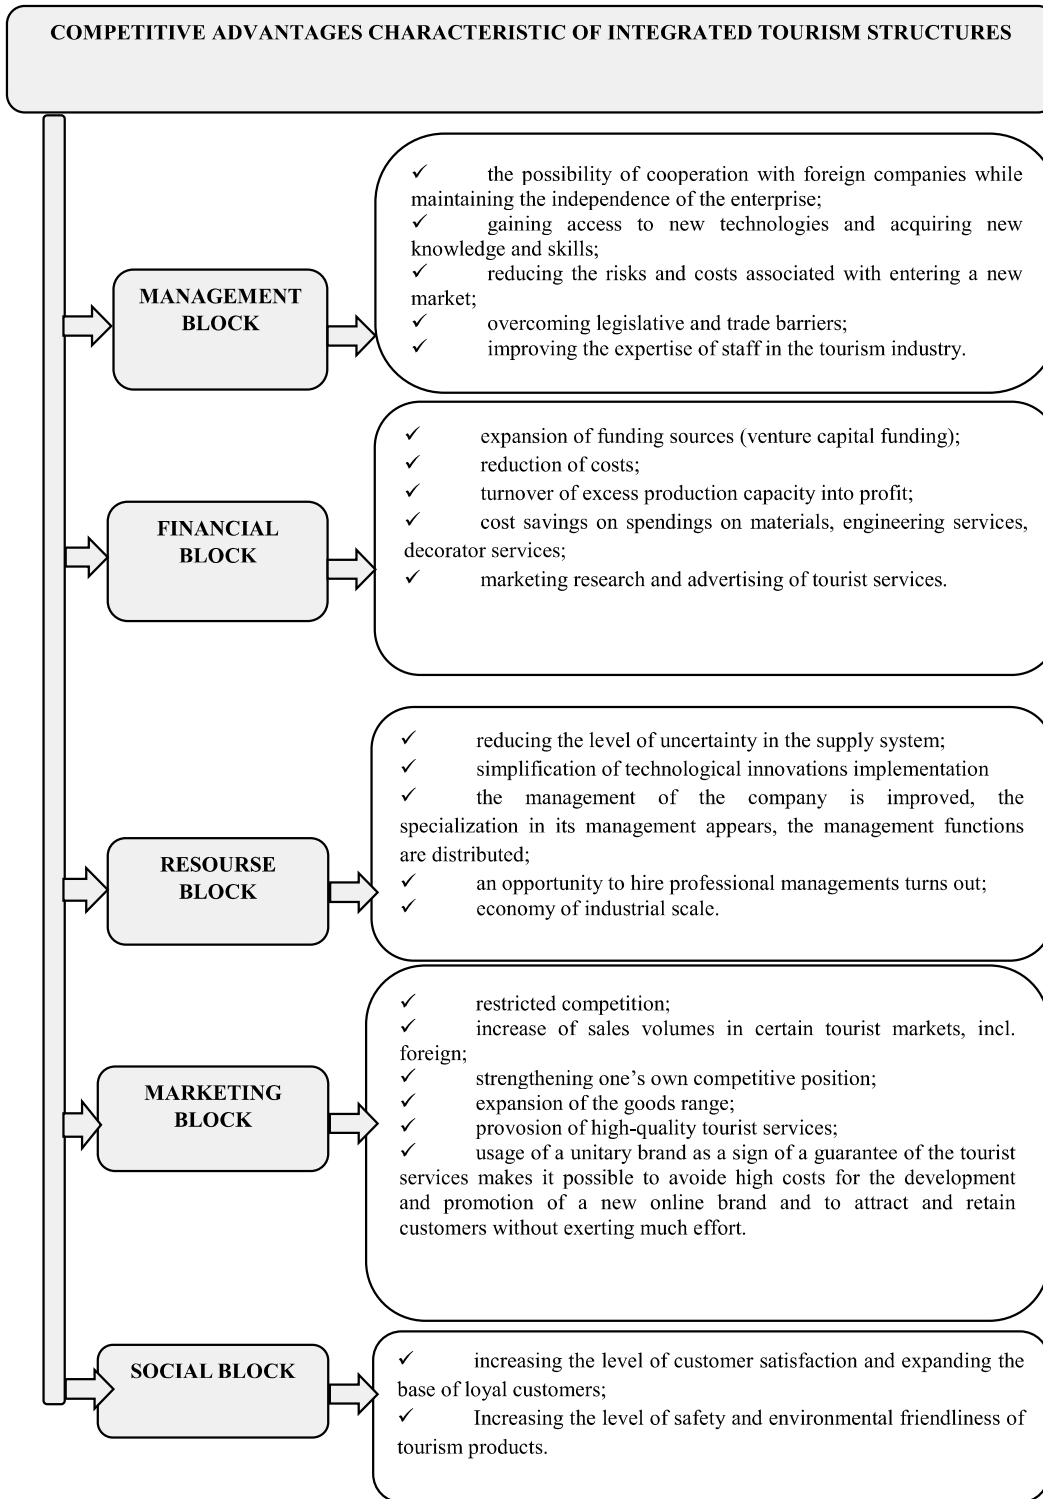 COMPETITIVE ADVANTAGES CHARACTERISTIC OF INTEGRATED TOURISM STRUCTURES
MANAGEMENT
BLOCK
✓ the possibility of cooperation with foreign companies while
maintaining the independence of the enterprise;
✓ gaining access to new technologies and acquiring new
knowledge and skills;
✓ reducing the risks and costs associated with entering a new
market;
✓ overcoming legislative and trade barriers;
✓ improving the expertise of staff in the tourism industry.
FINANCIAL
BLOCK
✓ expansion of funding sources (venture capital funding);
✓ reduction of costs;
✓ turnover of excess production capacity into profit;
✓ cost savings on spendings on materials, engineering services,
decorator services;
✓ marketing research and advertising of tourist services.
RESOURSE
BLOCK
✓ reducing the level of uncertainty in the supply system;
✓ simplification of technological innovations implementation
✓ the management of the company is improved, the
specialization in its management appears, the management functions
are distributed;
✓ an opportunity to hire professional managements turns out;
✓ economy of industrial scale.
MARKETING
BLOCK
✓ restricted competition;
✓ increase of sales volumes in certain tourist markets, incl.
foreign;
✓ strengthening one's own competitive position;
✓ expansion of the goods range;
✓ provosion of high-quality tourist services;
✓ usage of a unitary brand as a sign of a guarantee of the tourist
services makes it possible to avoide high costs for the development
and promotion of a new online brand and to attract and retain
customers without exerting much effort.
SOCIAL BLOCK
✓ increasing the level of customer satisfaction and expanding the
base of loyal customers;
✓ Increasing the level of safety and environmental friendliness of
tourism products.